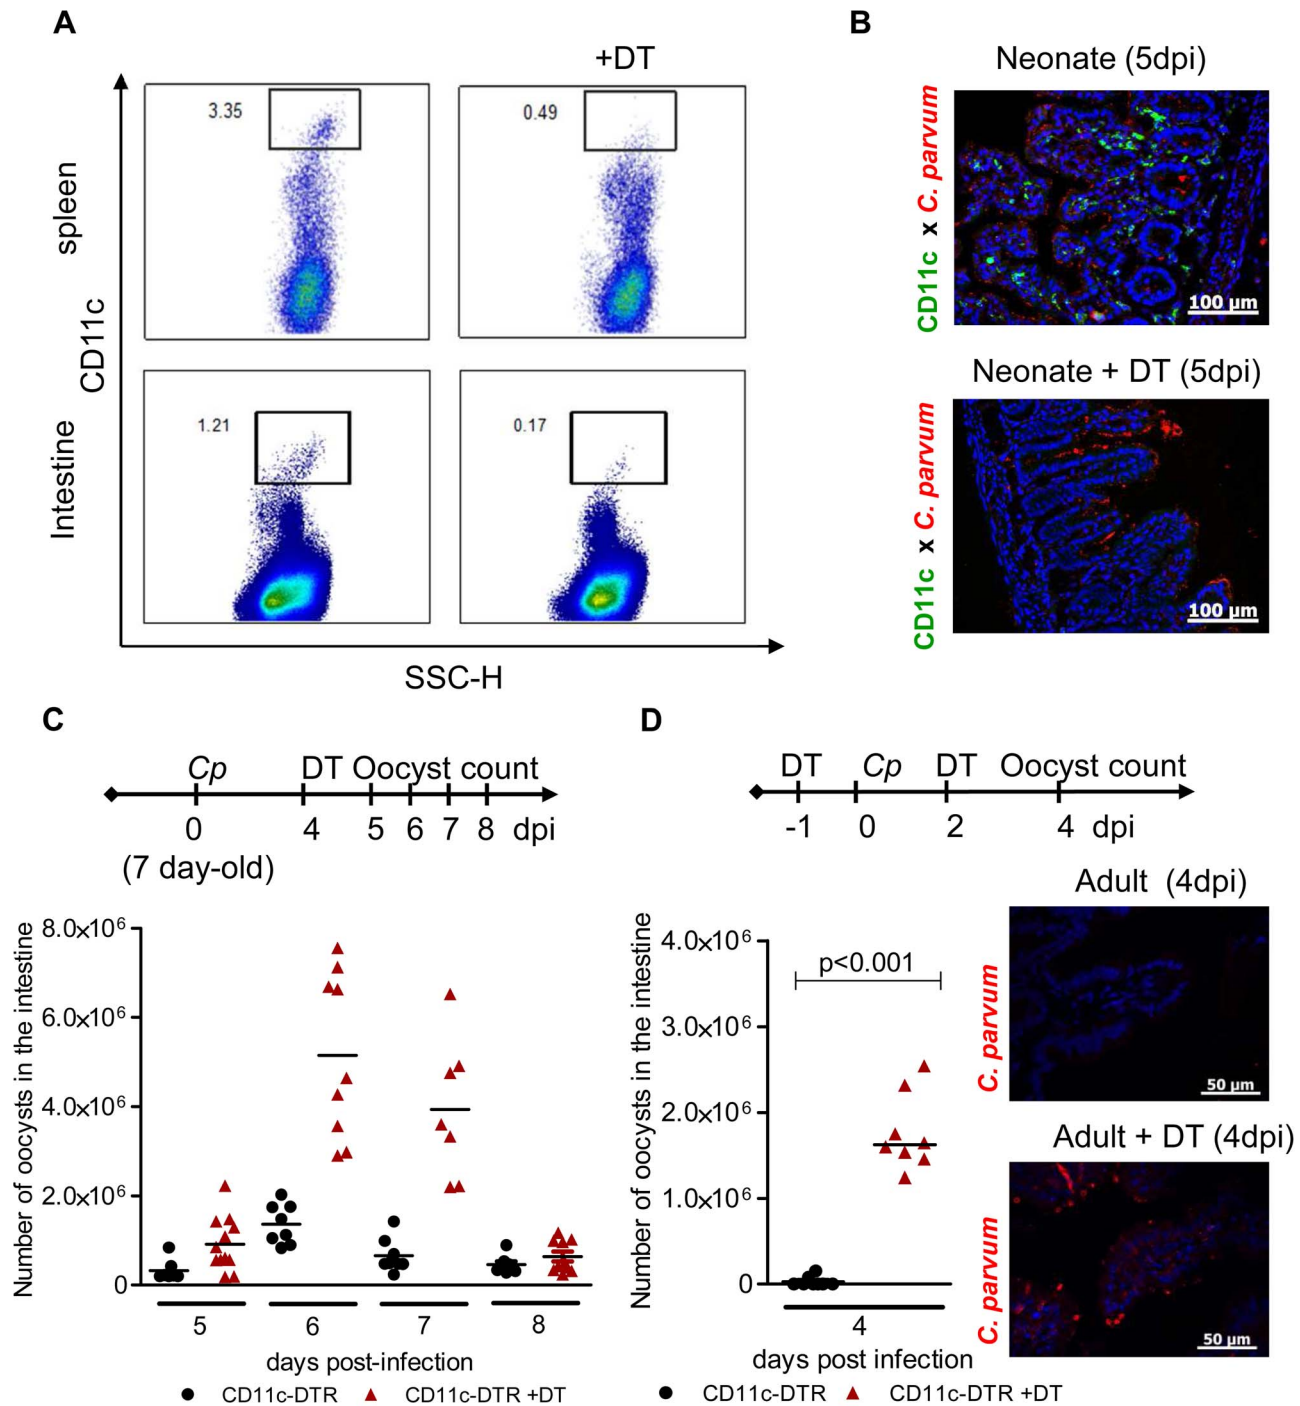 A
+DT
spleen
CD11c
Intestine
3.35
0.49
1.21
0.17
SSC-H
B
Neonate (5dpi)
CD11c x C. parvum
100 µm
Neonate + DT (5dpi)
CD11c x C. parvum
100 µm
C
Cp DT Oocyst count
0 4 5 6 7 8 dpi
(7 day-old)
Number of oocysts in the intestine
8.0x10⁶
6.0x10⁶
4.0x10⁶
2.0x10⁶
0
5 6 7 8
days post-infection
CD11c-DTR CD11c-DTR +DT
D
DT Cp DT Oocyst count
-1 0 2 4 dpi
Number of oocysts in the intestine
4.0x10⁶
3.0x10⁶
2.0x10⁶
1.0x10⁶
0
p<0.001
4
days post infection
CD11c-DTR CD11c-DTR +DT
Adult (4dpi)
C. parvum
50 µm
Adult + DT (4dpi)
C. parvum
50 µm